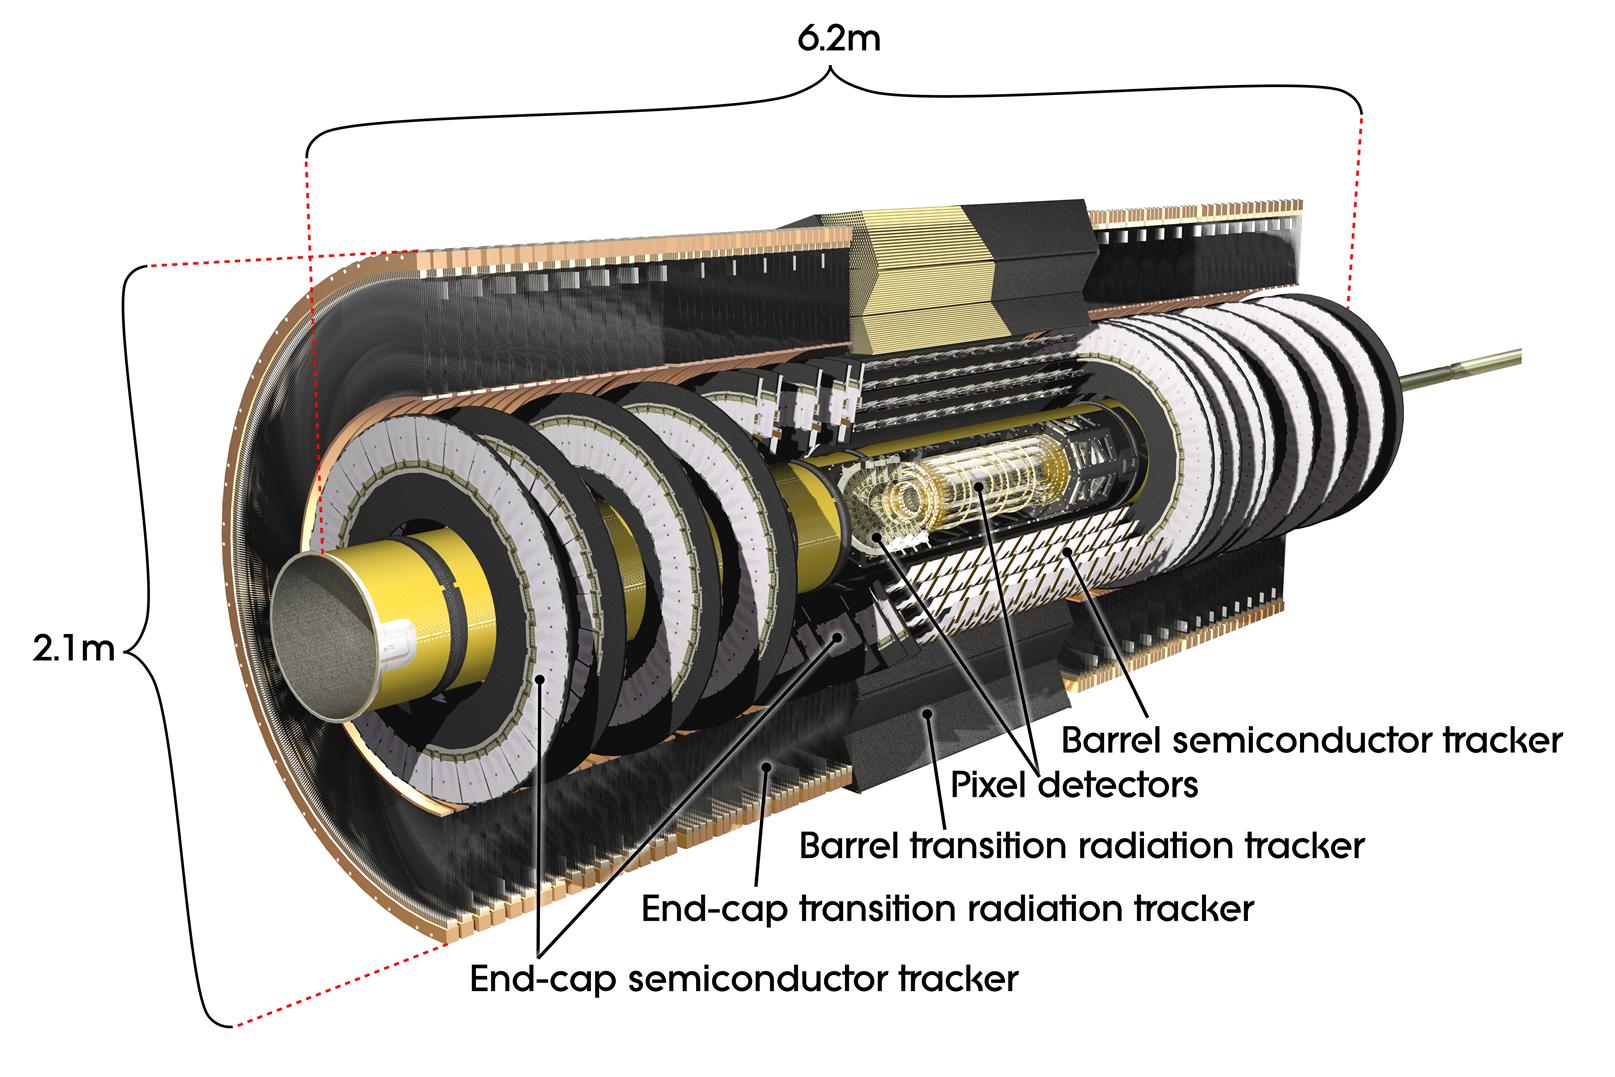 6.2m
2.1m
Barrel semiconductor tracker
Pixel detectors
Barrel transition radiation tracker
End-cap transition radiation tracker
End-cap semiconductor tracker